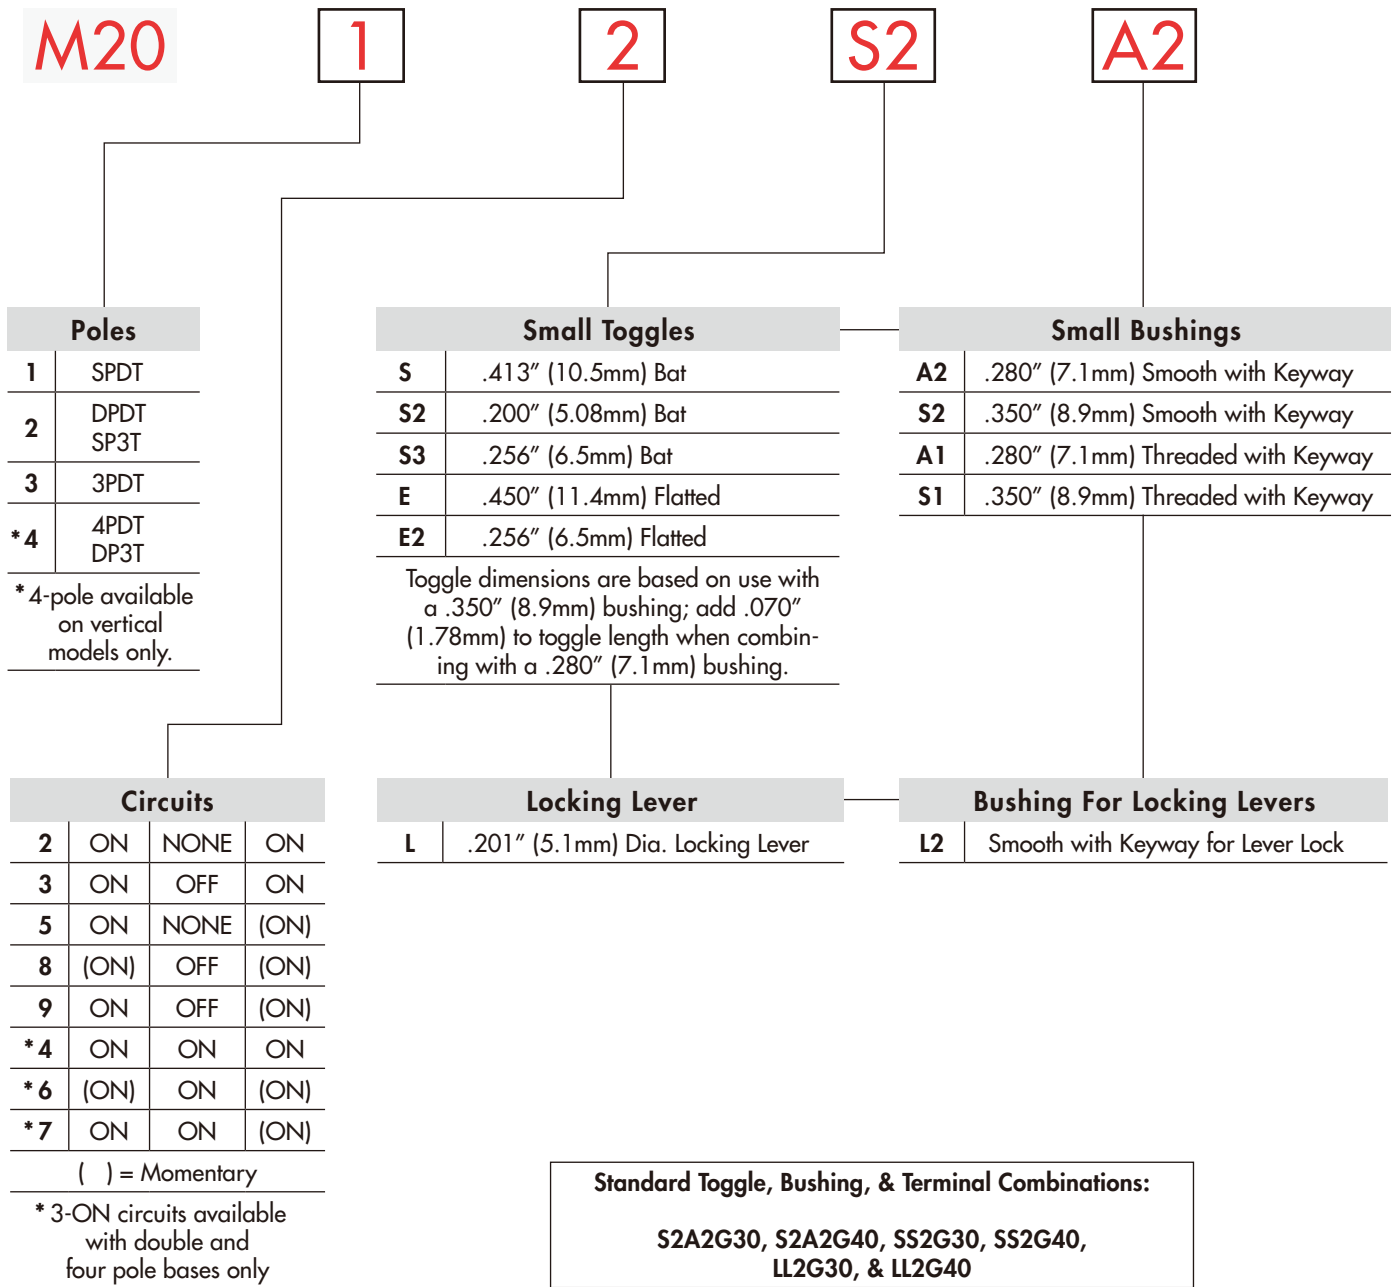 M20 1 2 S2 A2
Poles
1 SPDT
2 DPDT
SP3T
3 3PDT
*4 4PDT
DP3T
* 4-pole available
on vertical
models only.
Small Toggles
S .413" (10.5mm) Bat
S2 .200" (5.08mm) Bat
S3 .256" (6.5mm) Bat
E .450" (11.4mm) Flatted
E2 .256" (6.5mm) Flatted
Toggle dimensions are based on use with
a .350" (8.9mm) bushing; add .070"
(1.78mm) to toggle length when combin-
ing with a .280" (7.1mm) bushing.
Small Bushings
A2 .280" (7.1mm) Smooth with Keyway
S2 .350" (8.9mm) Smooth with Keyway
A1 .280" (7.1mm) Threaded with Keyway
S1 .350" (8.9mm) Threaded with Keyway
Circuits
2 ON NONE ON
3 ON OFF ON
5 ON NONE (ON)
8 (ON) OFF (ON)
9 ON OFF (ON)
*4 ON ON ON
*6 (ON) ON (ON)
*7 ON ON (ON)
( ) = Momentary
* 3-ON circuits available
with double and
four pole bases only
Locking Lever
L .201" (5.1mm) Dia. Locking Lever
Bushing For Locking Levers
L2 Smooth with Keyway for Lever Lock
Standard Toggle, Bushing, & Terminal Combinations:
S2A2G30, S2A2G40, SS2G30, SS2G40,
LL2G30, & LL2G40